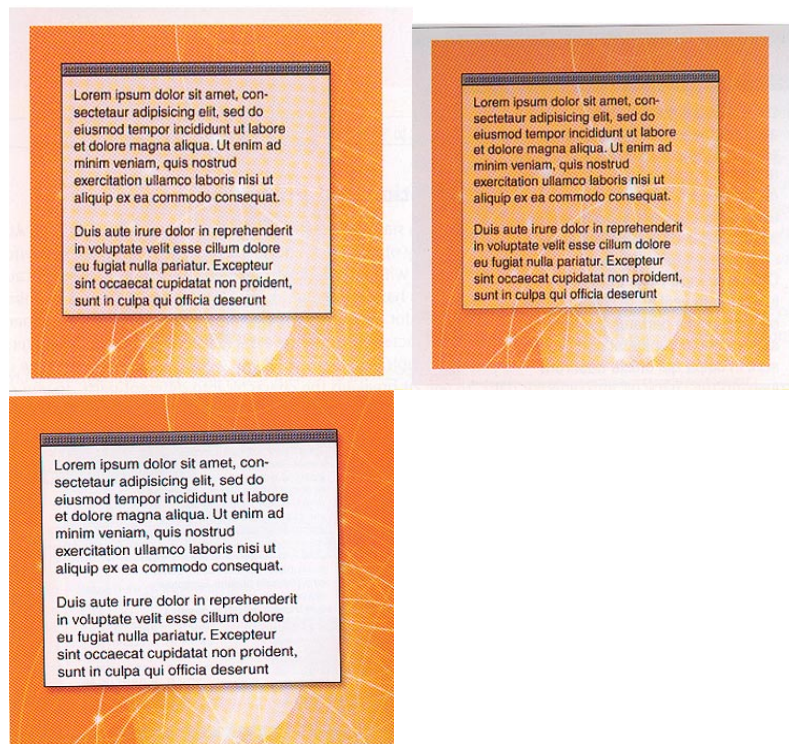 Lorem ipsum dolor sit amet, con-
sectetaur adipisicing elit, sed do
eiusmod tempor incididunt ut labore
et dolore magna aliqua. Ut enim ad
minim veniam, quis nostrud
exercitation ullamco laboris nisi ut
aliquip ex ea commodo consequat.
Duis aute irure dolor in reprehenderit
in voluptate velit esse cillum dolore
eu fugiat nulla pariatur. Excepteur
sint occaecat cupidatat non proident,
sunt in culpa qui officia deserunt
Lorem ipsum dolor sit amet, con-
sectetaur adipisicing elit, sed do
eiusmod tempor incididunt ut labore
et dolore magna aliqua. Ut enim ad
minim veniam, quis nostrud
exercitation ullamco laboris nisi ut
aliquip ex ea commodo consequat.
Duis aute irure dolor in reprehenderit
in voluptate velit esse cillum dolore
eu fugiat nulla pariatur. Excepteur
sint occaecat cupidatat non proident,
sunt in culpa qui officia deserunt
Lorem ipsum dolor sit amet, con-
sectetaur adipisicing elit, sed do
eiusmod tempor incididunt ut labore
et dolore magna aliqua. Ut enim ad
minim veniam, quis nostrud
exercitation ullamco laboris nisi ut
aliquip ex ea commodo consequat.
Duis aute irure dolor in reprehenderit
in voluptate velit esse cillum dolore
eu fugiat nulla pariatur. Excepteur
sint occaecat cupidatat non proident,
sunt in culpa qui officia deserunt